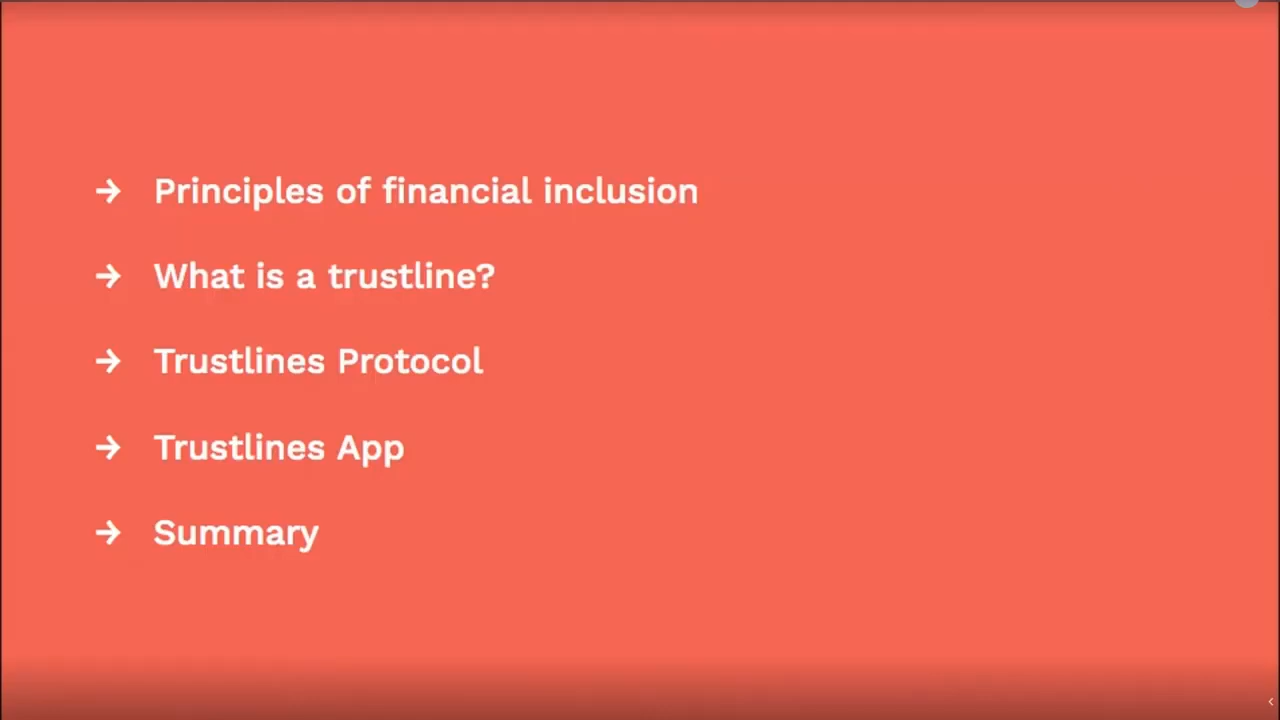 → Principles of financial inclusion
→ What is a trustline?
→ Trustlines Protocol
→ Trustlines App
→ Summary